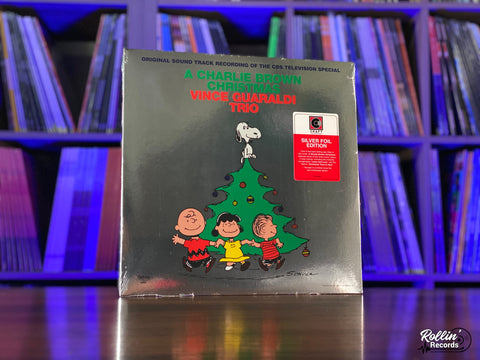 ORIGINAL SOUND TRACK RECORDING OF THE CBS TELEVISION SPECIAL
A CHARLIE BROWN
CHRISTMAS
VINCE GUARALDI
TRIO
CRAFT
SILVER FOIL
EDITION
Rollin'
Records